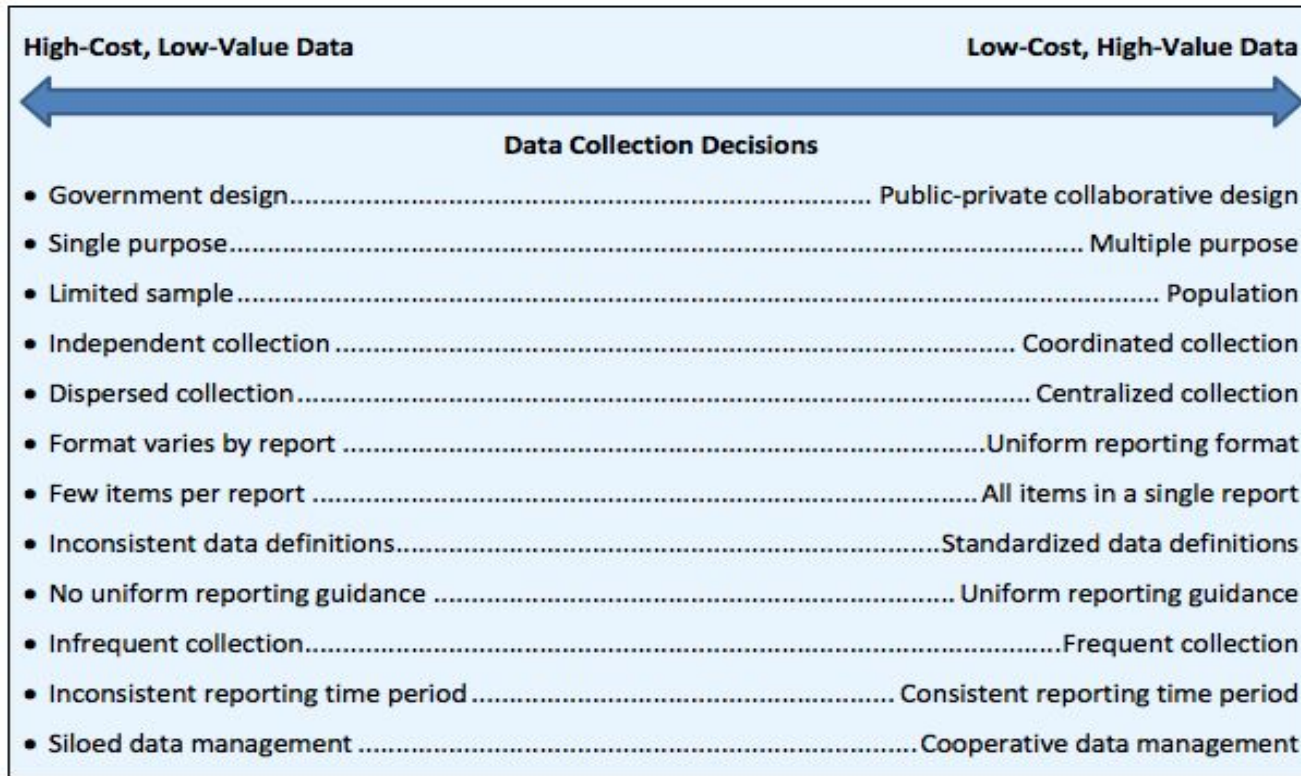 High-Cost, Low-Value Data Low-Cost, High-Value Data
Data Collection Decisions
• Government design.......................................................................... Public-private collaborative design
• Single purpose............................................................................................................. Multiple purpose
• Limited sample........................................................................................................................ Population
• Independent collection ......................................................................................... Coordinated collection
• Dispersed collection................................................................................................ Centralized collection
• Format varies by report .....................................................................................Uniform reporting format
• Few items per report ........................................................................................All items in a single report
• Inconsistent data definitions.......................................................................Standardized data definitions
• No uniform reporting guidance .................................................................... Uniform reporting guidance
• Infrequent collection....................................................................................................Frequent collection
• Inconsistent reporting time period ....................................................... Consistent reporting time period
• Siloed data management .........................................................................Cooperative data management